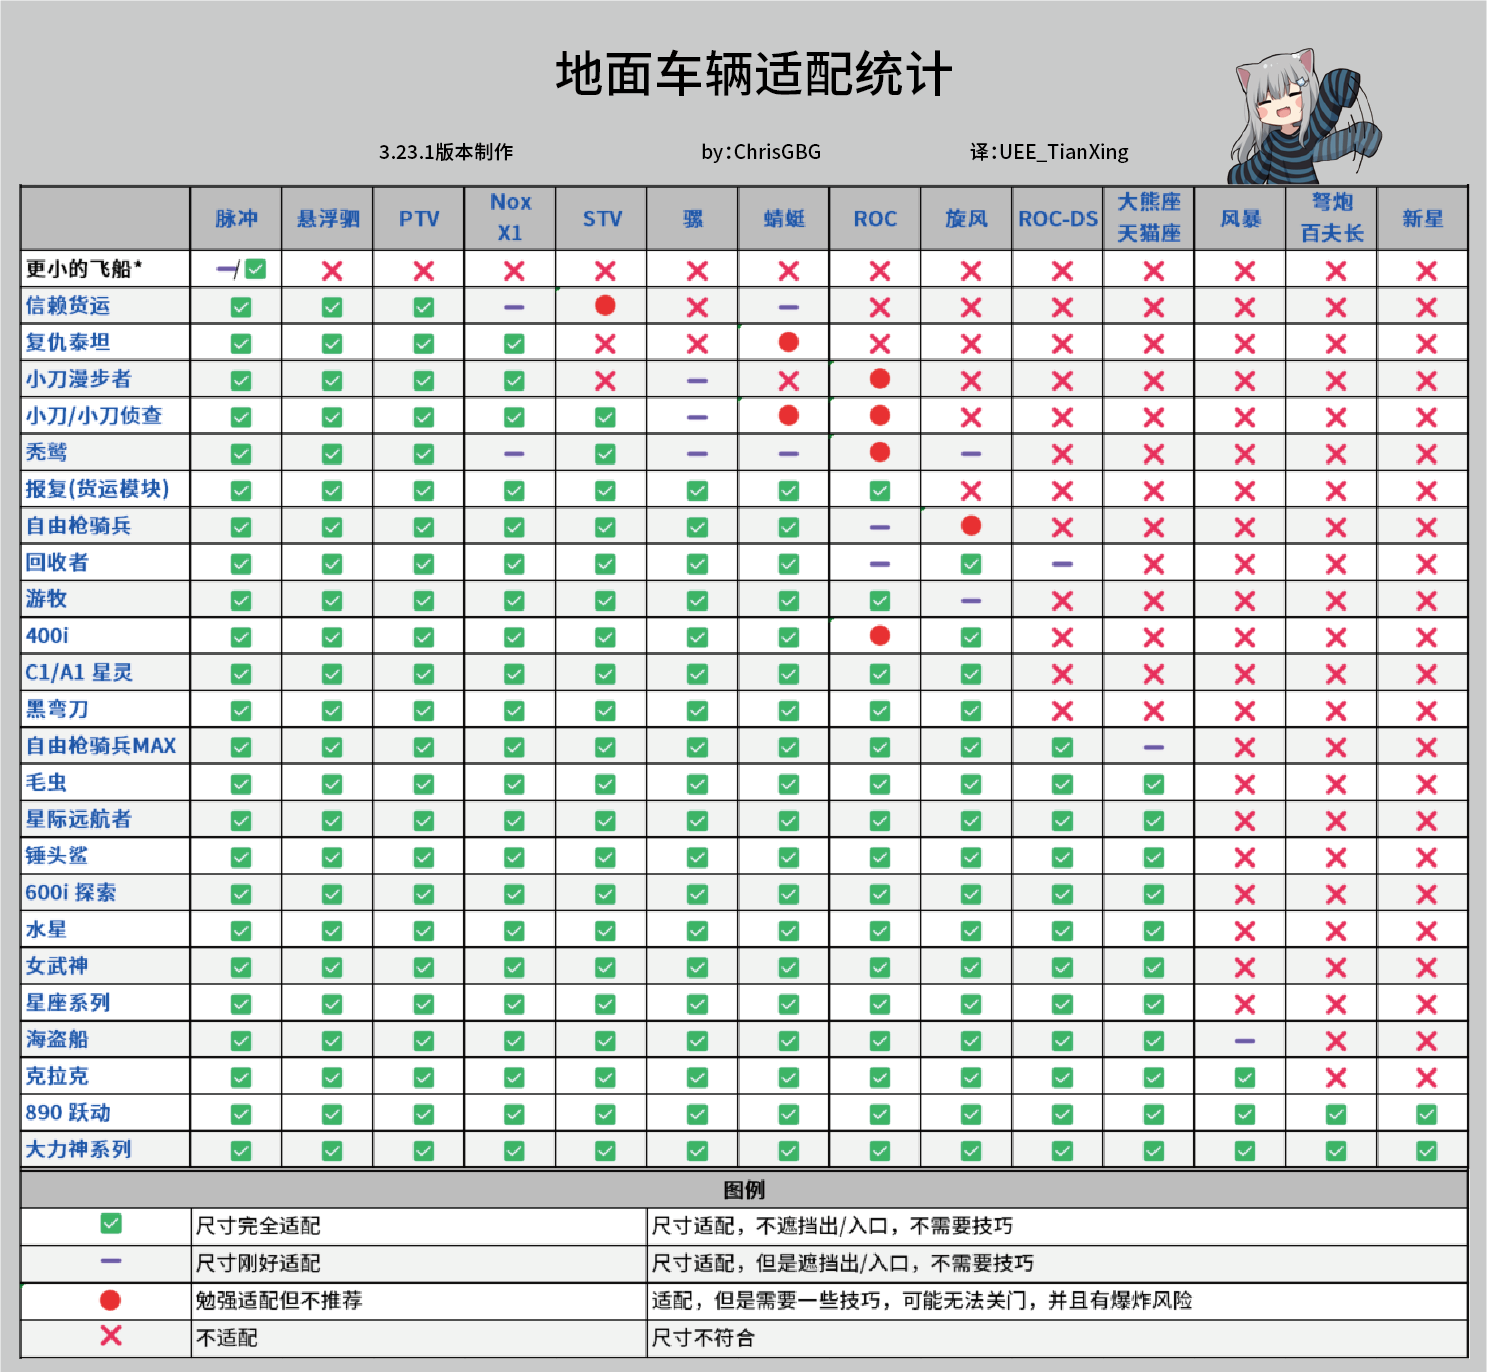 地面车辆适配统计
3.23.1版本制作 by:ChrisGBG 译:UEE_TianXing
脉冲 悬浮驷 PTV Nox X1 STV 骡 蜻蜓 ROC 旋风 ROC-DS 大熊座 天猫座 风暴 弩炮 百夫长 新星
更小的飞船*
信赖货运
复仇泰坦
小刀漫步者
小刀/小刀侦查
秃鹫
报复(货运模块)
自由枪骑兵
回收者
游牧
400i
C1/A1 星灵
黑弯刀
自由枪骑兵MAX
毛虫
星际远航者
锤头鲨
600i 探索
水星
女武神
星座系列
海盗船
克拉克
890 跃动
大力神系列
图例
尺寸完全适配 尺寸适配，不遮挡出/入口，不需要技巧
尺寸刚好适配 尺寸适配，但是遮挡出/入口，不需要技巧
勉强适配但不推荐 适配，但是需要一些技巧，可能无法关门，并且有爆炸风险
不适配 尺寸不符合